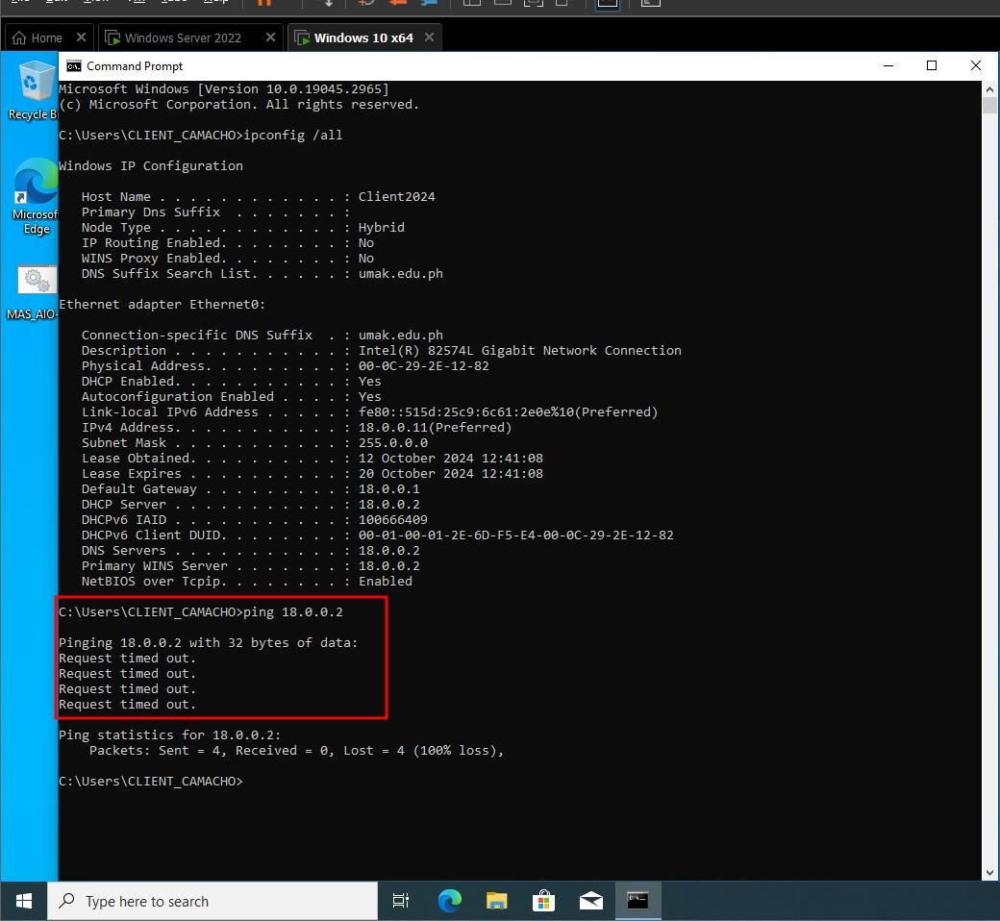 Home
Windows Server 2022
Windows 10 x64
Command Prompt
Recycle B
Microsof
Edge
MAS_AIO-
Microsoft Windows [Version 10.0.19045.2965]
(c) Microsoft Corporation. All rights reserved.
C:\Users\CLIENT_CAMACHO>ipconfig /all
Windows IP Configuration
Host Name . . . . . . . . . . . . : Client2024
Primary Dns Suffix  . . . . . . . :
Node Type . . . . . . . . . . . . : Hybrid
IP Routing Enabled. . . . . . . . : No
WINS Proxy Enabled. . . . . . . . : No
DNS Suffix Search List. . . . . . : umak.edu.ph
Ethernet adapter Ethernet0:
Connection-specific DNS Suffix  . : umak.edu.ph
Description . . . . . . . . . . . : Intel(R) 82574L Gigabit Network Connection
Physical Address. . . . . . . . . : 00-0C-29-2E-12-82
DHCP Enabled. . . . . . . . . . . : Yes
Autoconfiguration Enabled . . . . : Yes
Link-local IPv6 Address . . . . . : fe80::515d:25c9:6c61:2e0e%10(Preferred)
IPv4 Address. . . . . . . . . . . : 18.0.0.11(Preferred)
Subnet Mask . . . . . . . . . . . : 255.0.0.0
Lease Obtained. . . . . . . . . . : 12 October 2024 12:41:08
Lease Expires . . . . . . . . . . : 20 October 2024 12:41:08
Default Gateway . . . . . . . . . : 18.0.0.1
DHCP Server . . . . . . . . . . . : 18.0.0.2
DHCPv6 IAID . . . . . . . . . . . : 100666409
DHCPv6 Client DUID. . . . . . . . : 00-01-00-01-2E-6D-F5-E4-00-0C-29-2E-12-82
DNS Servers . . . . . . . . . . . : 18.0.0.2
Primary WINS Server . . . . . . . : 18.0.0.2
NetBIOS over Tcpip. . . . . . . . : Enabled
C:\Users\CLIENT_CAMACHO>ping 18.0.0.2
Pinging 18.0.0.2 with 32 bytes of data:
Request timed out.
Request timed out.
Request timed out.
Request timed out.
Ping statistics for 18.0.0.2:
Packets: Sent = 4, Received = 0, Lost = 4 (100% loss),
C:\Users\CLIENT_CAMACHO>
Type here to search